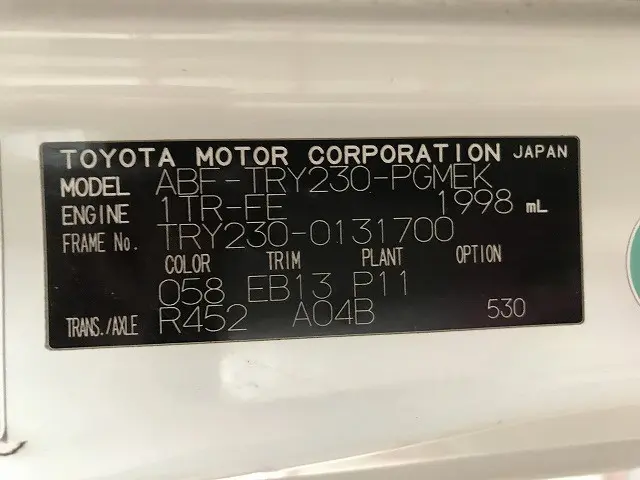 TOYOTA MOTOR CORPORATION JAPAN
MODEL ABF-TRY230-PGMEK
ENGINE 1TR-FE 1998 mL
FRAME No. TRY230-0131700
COLOR TRIM PLANT OPTION
058 EB13 P11
TRANS./AXLE R452 A04B 530